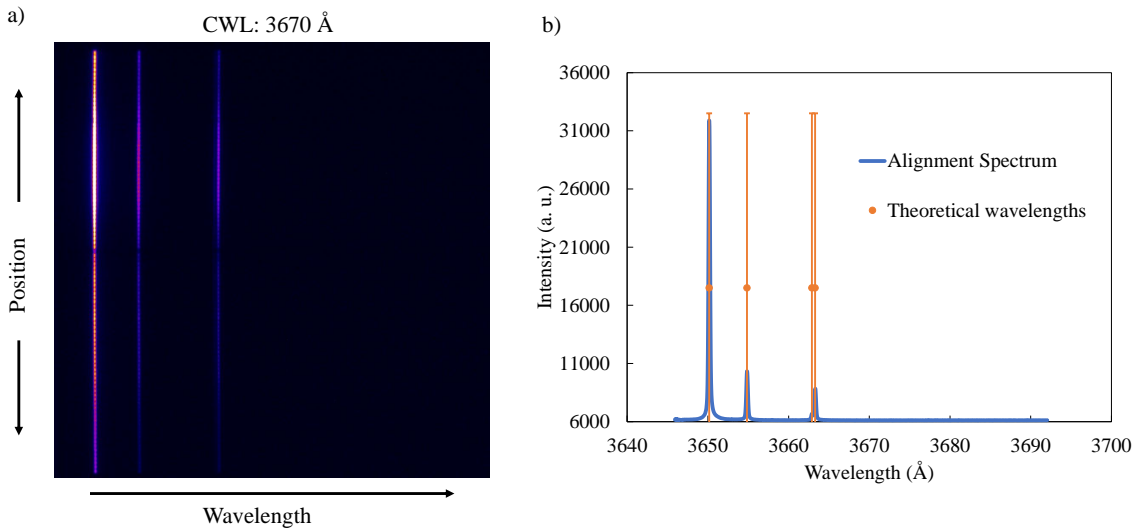 a)
CWL: 3670 Å
Position
Wavelength
b)
36000
31000
26000
21000
16000
11000
6000
Intensity (a. u.)
Alignment Spectrum
Theoretical wavelengths
3640 3650 3660 3670 3680 3690 3700
Wavelength (Å)